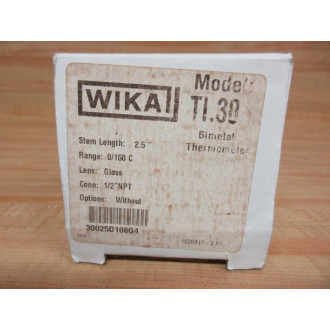 WIKA
Model:
TI.30
Bimetal
Thermometer
Stem Length: 2.5"
Range: 0/150 C
Lens: Glass
Conn: 1/2"NPT
Options: Without
30025D108G4